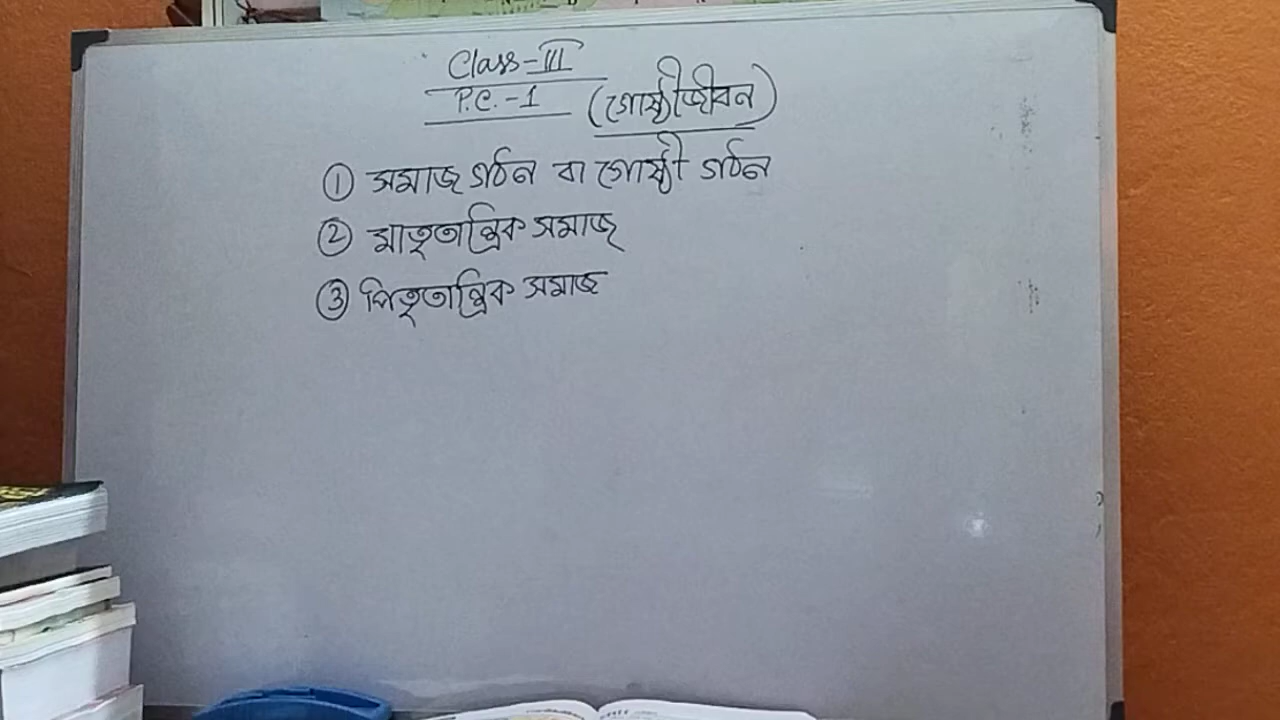 Class-III
P.C.-1 (গোষ্ঠীজীবন)
① সমাজ গঠন বা গোষ্ঠী গঠন
② মাতৃতান্ত্রিক সমাজ
③ পিতৃতান্ত্রিক সমাজ